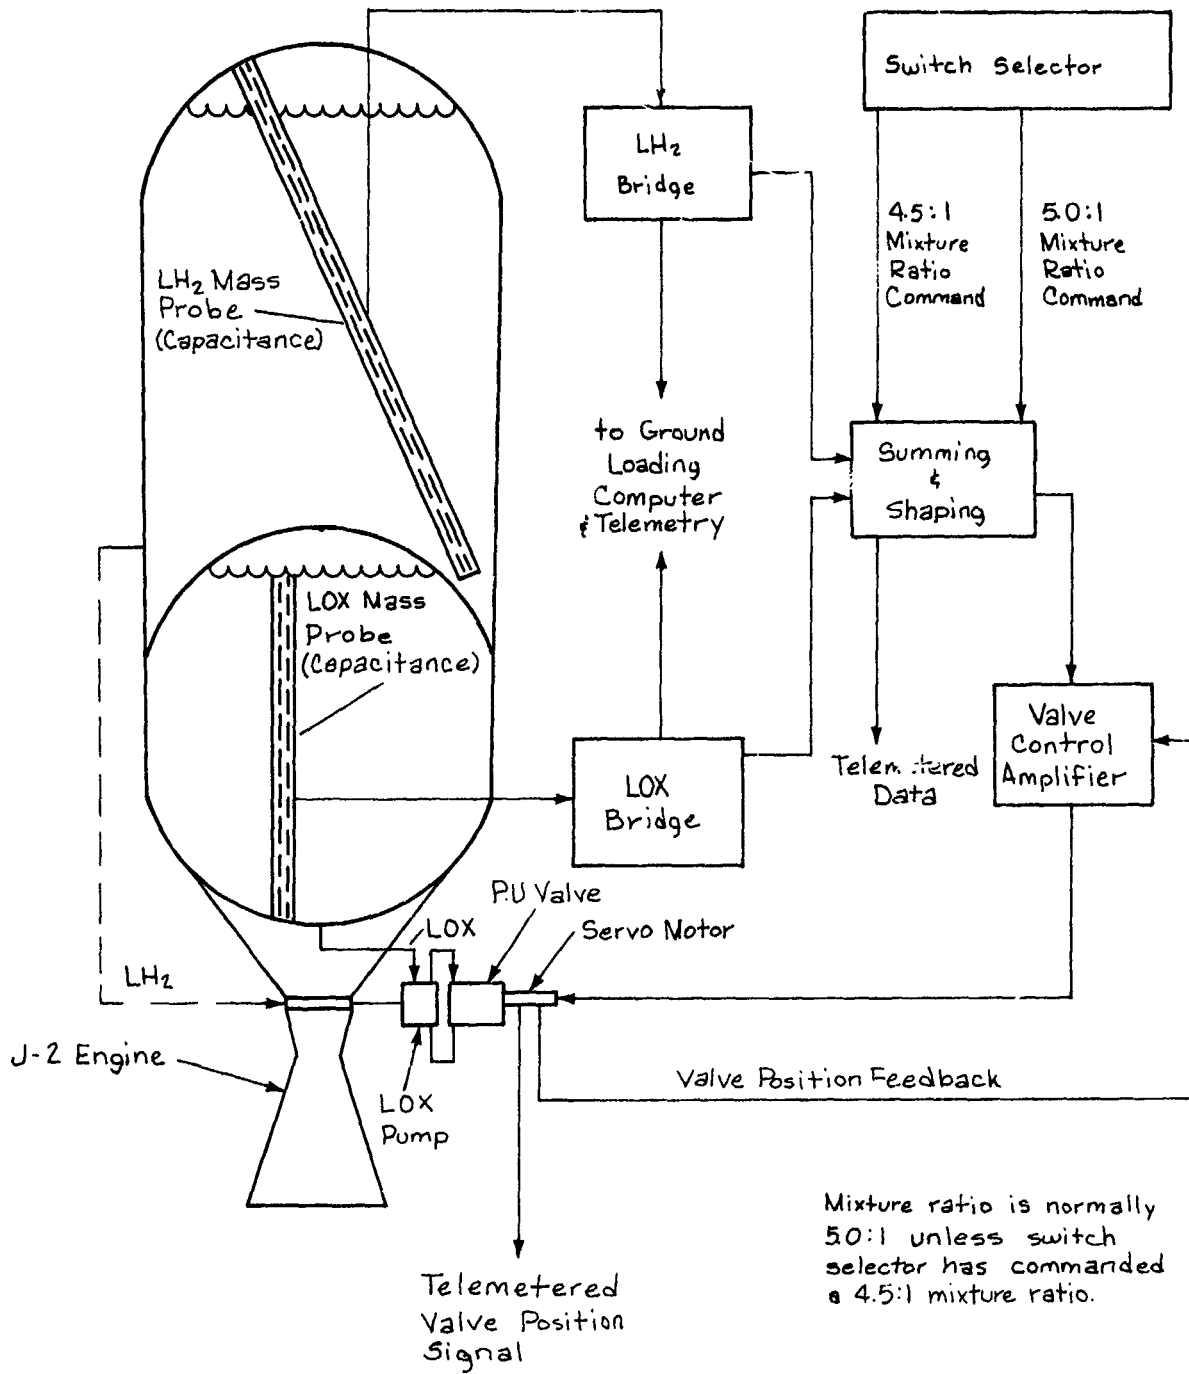 Switch Selector
LH₂
Bridge
4.5:1
Mixture
Ratio
Command
5.0:1
Mixture
Ratio
Command
LH₂ Mass
Probe
(Capacitance)
to Ground
Loading
Computer
& Telemetry
Summing
&
Shaping
LOX Mass
Probe
(Capacitance)
LOX
Bridge
Telemetered
Data
Valve
Control
Amplifier
P.U Valve
LOX
Servo Motor
LH₂
J-2 Engine
LOX
Pump
Valve Position Feedback
Telemetered
Valve Position
Signal
Mixture ratio is normally
5.0:1 unless switch
selector has commanded
a 4.5:1 mixture ratio.